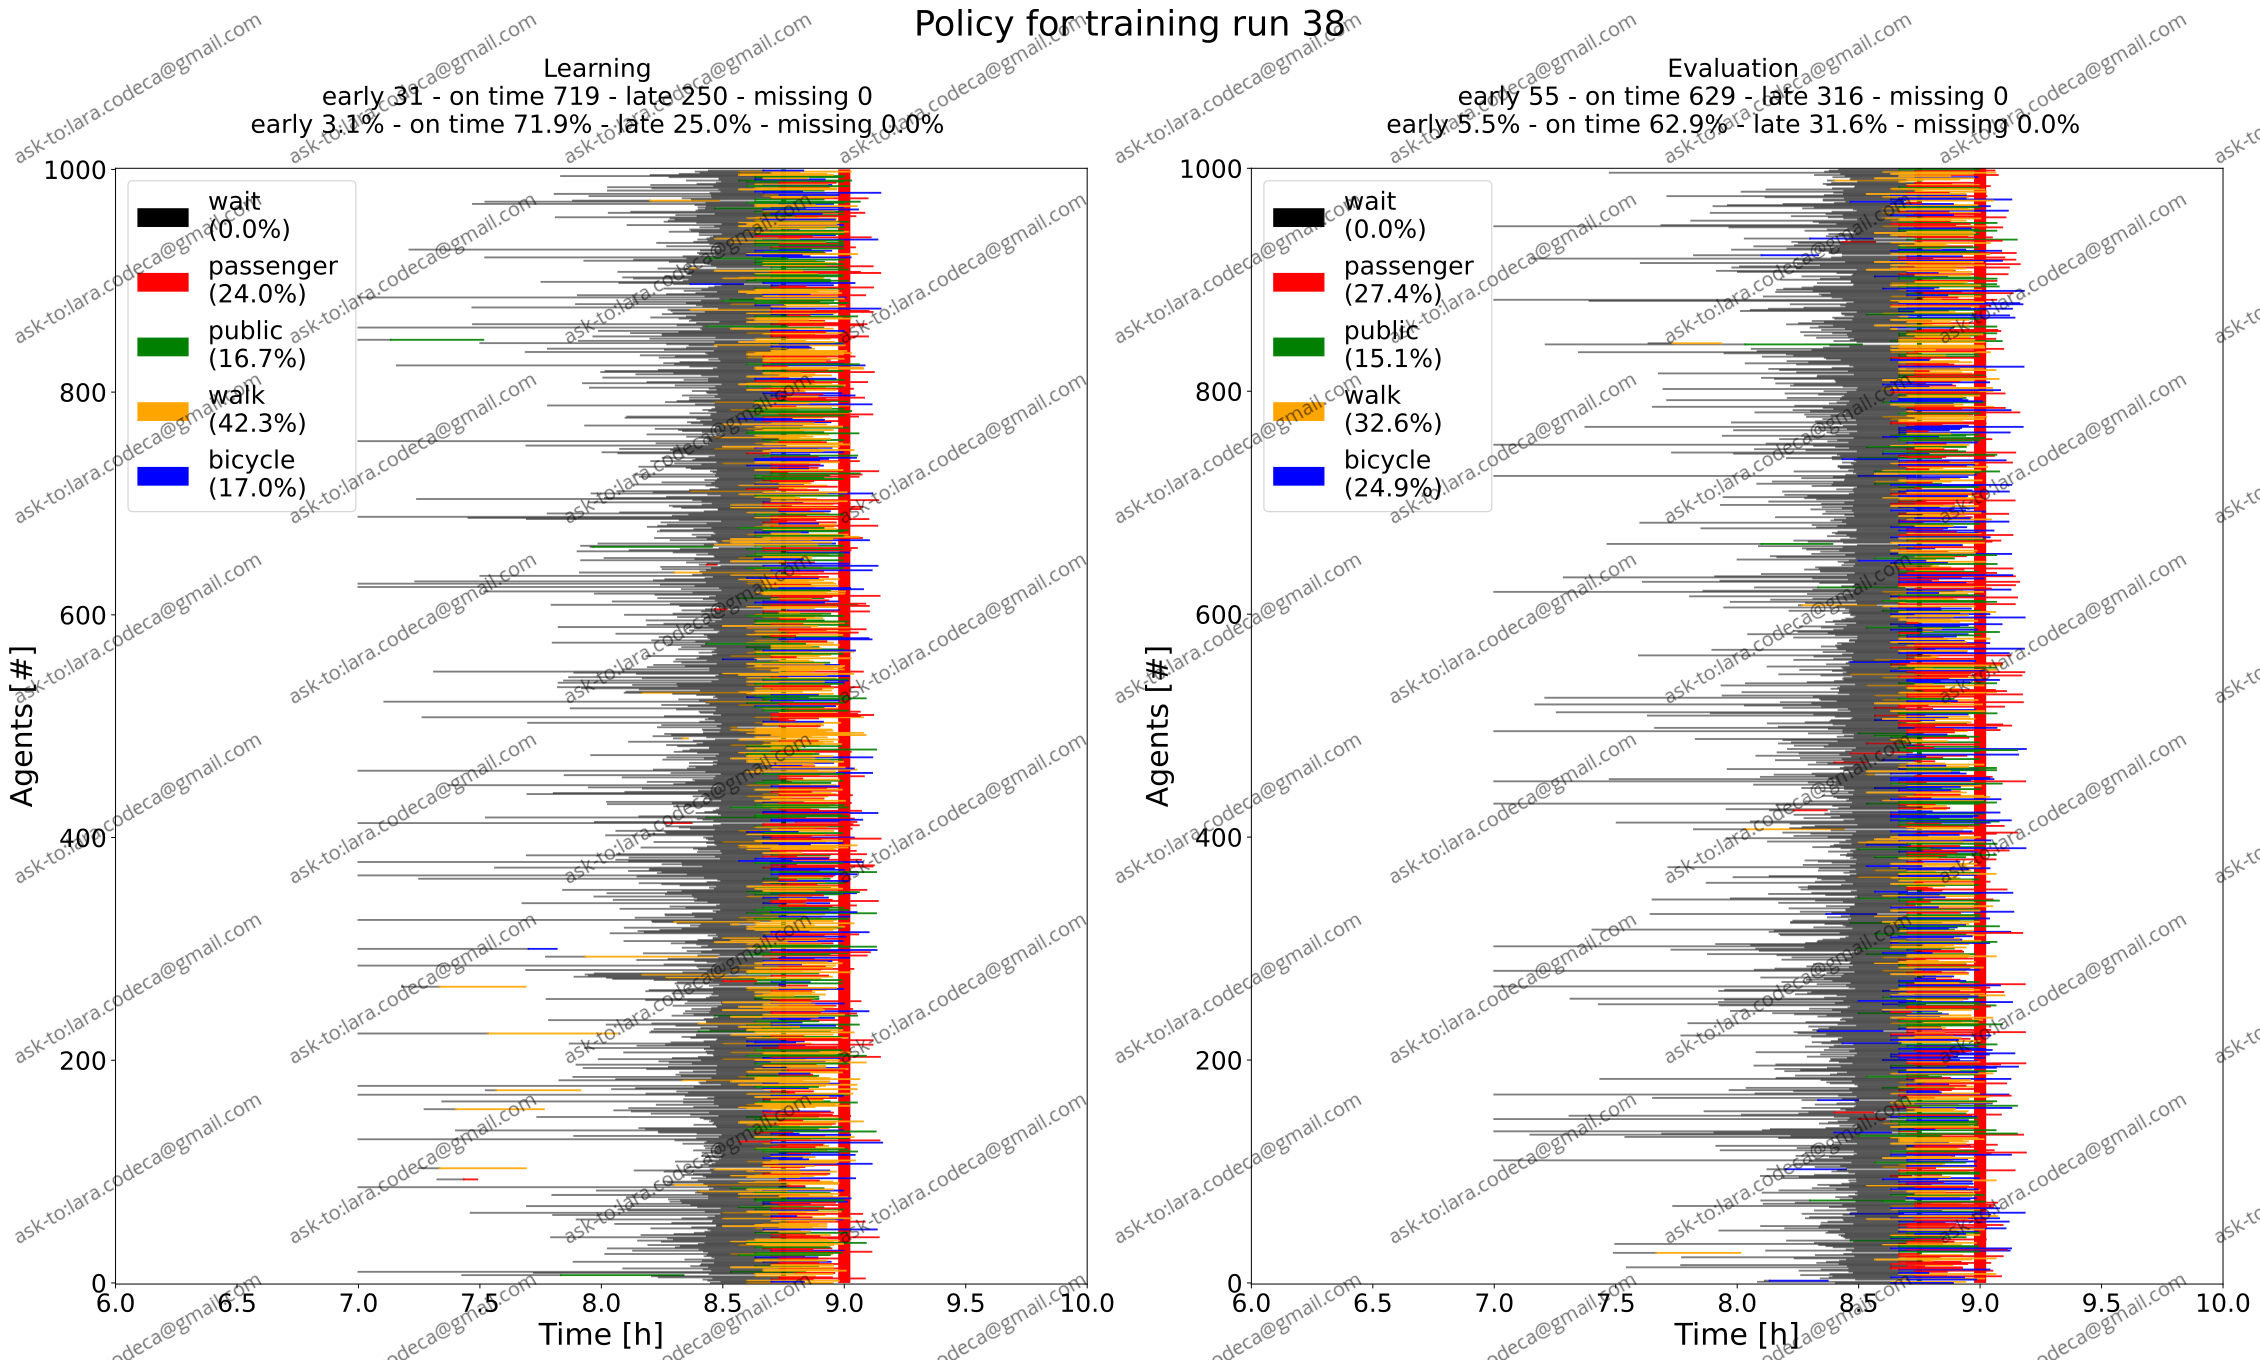 Policy for training run 38
Learning
early 31 - on time 719 - late 250 - missing 0
early 3.1% - on time 71.9% - late 25.0% - missing 0.0%
1000
800
600
400
200
0
Agents [#]
wait
(0.0%)
passenger
(24.0%)
public
(16.7%)
walk
(42.3%)
bicycle
(17.0%)
6.0 6.5 7.0 7.5 8.0 8.5 9.0 9.5 10.0
Time [h]
Evaluation
early 55 - on time 629 - late 316 - missing 0
early 5.5% - on time 62.9% - late 31.6% - missing 0.0%
1000
800
600
400
200
0
Agents [#]
wait
(0.0%)
passenger
(27.4%)
public
(15.1%)
walk
(32.6%)
bicycle
(24.9%)
6.0 6.5 7.0 7.5 8.0 8.5 9.0 9.5 10.0
Time [h]
ask-to:lara.codeca@gmail.com